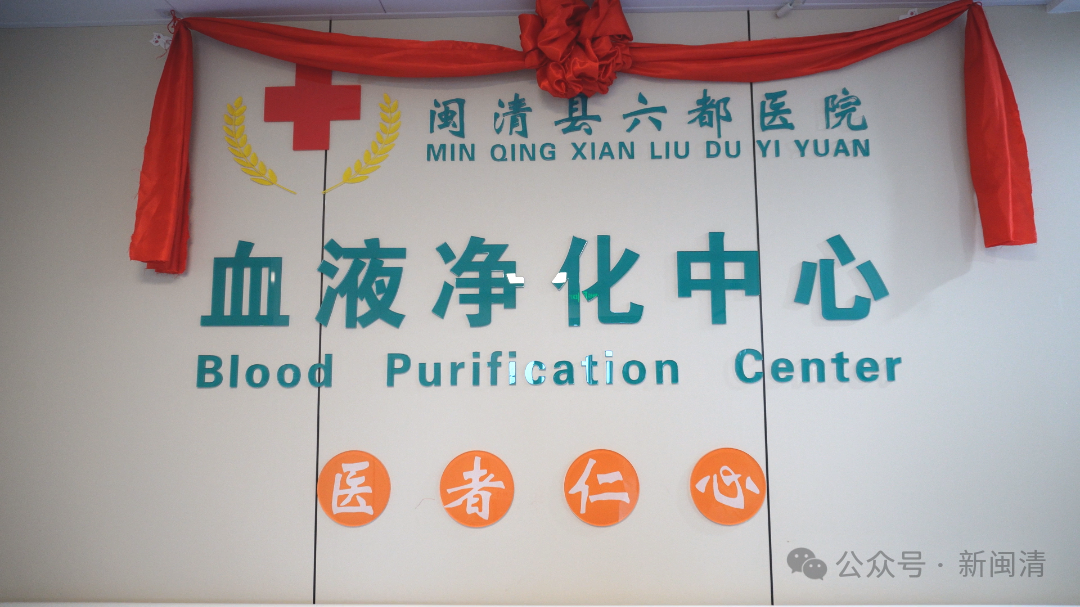 闽清县六都医院
MIN QING XIAN LIU DU YI YUAN
血液净化中心
Blood Purification Center
医者仁心
公众号·新闽清